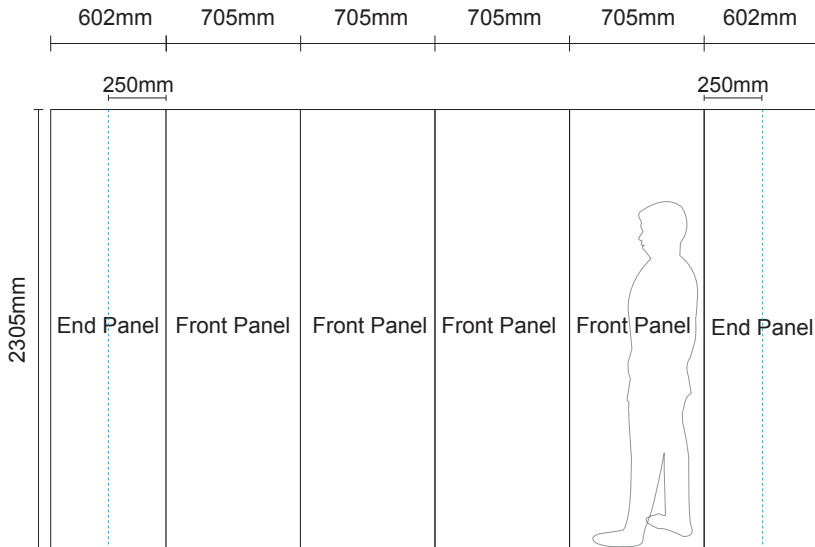 602mm 705mm 705mm 705mm 705mm 602mm
250mm 250mm
2305mm
End Panel Front Panel Front Panel Front Panel Front Panel End Panel